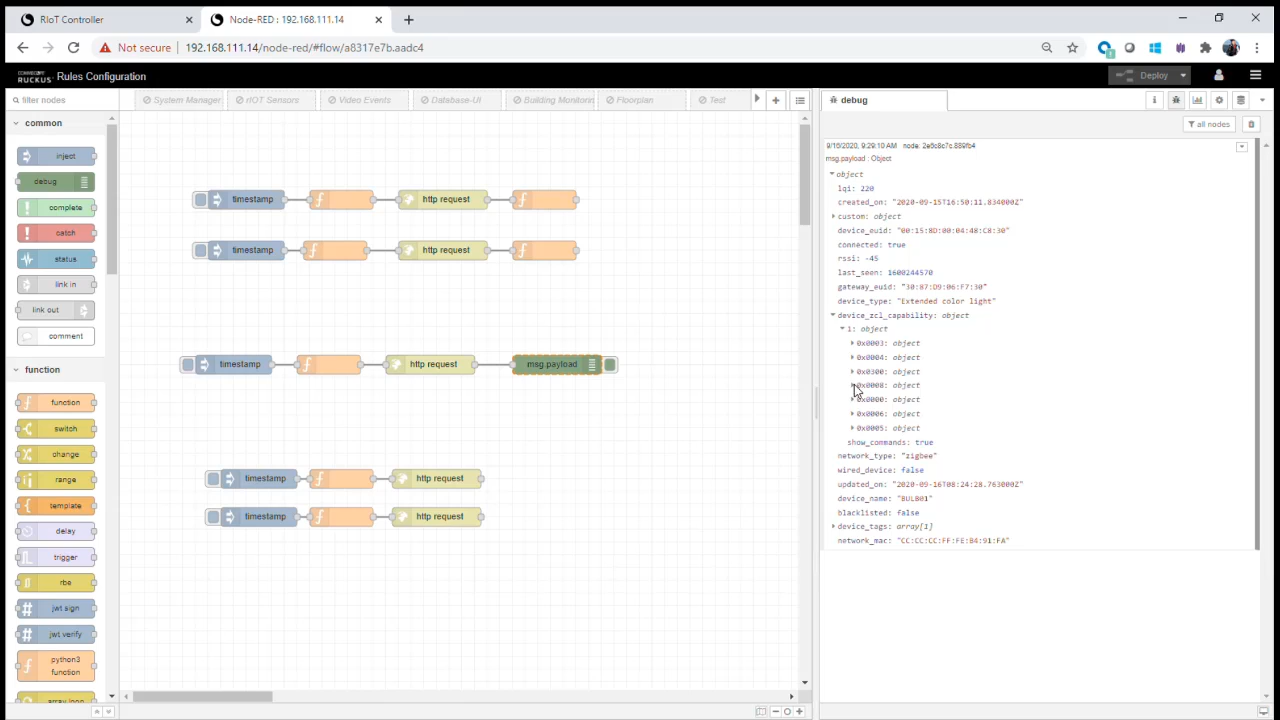 RIoT Controller
Node-RED : 192.168.111.14
Not secure
192.168.111.14/node-red/#flow/a8317e7b.aadc4
COMMSCOPE
RUCKUS
Rules Configuration
Deploy
filter nodes
System Manager
rIOT Sensors
Video Events
Database-UI
Building Monitorin
Floorplan
Test
debug
common
all nodes
inject
debug
complete
catch
status
link in
link out
comment
function
function
switch
change
range
template
delay
trigger
rbe
jwt sign
jwt verify
python3
function
array loop
timestamp
http request
timestamp
http request
timestamp
http request
msg.payload
timestamp
http request
timestamp
http request
msg.payload : Object
object
lqi: 220
created_on: "2020-09-15T16:50:11.834000Z"
custom: object
device_euid: "00:15:8D:00:04:48:C8:30"
connected: true
rssi: -45
last_seen: 1600244570
gateway_euid: "30:87:D9:06:F7:30"
device_type: "Extended color light"
device_zcl_capability: object
1: object
0x0003: object
0x0004: object
0x0300: object
0x0008: object
0x0000: object
0x0006: object
0x0005: object
show_commands: true
network_type: "zigbee"
wired_device: false
updated_on: "2020-09-16T08:24:28.763000Z"
device_name: "BULB01"
blacklisted: false
device_tags: array[1]
network_mac: "CC:CC:CC:FF:FE:B4:91:FA"